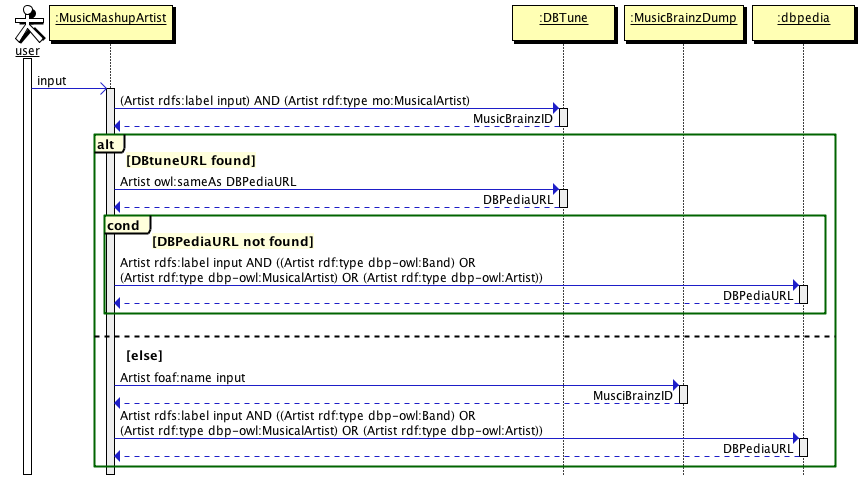 :MusicMashupArtist
:DBTune
:MusicBrainzDump
:dbpedia
user
input
(Artist rdfs:label input) AND (Artist rdf:type mo:MusicalArtist)
MusicBrainzID
alt
[DBtuneURL found]
Artist owl:sameAs DBPediaURL
DBPediaURL
cond
[DBPediaURL not found]
Artist rdfs:label input AND ((Artist rdf:type dbp-owl:Band) OR
(Artist rdf:type dbp-owl:MusicalArtist) OR (Artist rdf:type dbp-owl:Artist))
DBPediaURL
[else]
Artist foaf:name input
MusciBrainzID
Artist rdfs:label input AND ((Artist rdf:type dbp-owl:Band) OR
(Artist rdf:type dbp-owl:MusicalArtist) OR (Artist rdf:type dbp-owl:Artist))
DBPediaURL